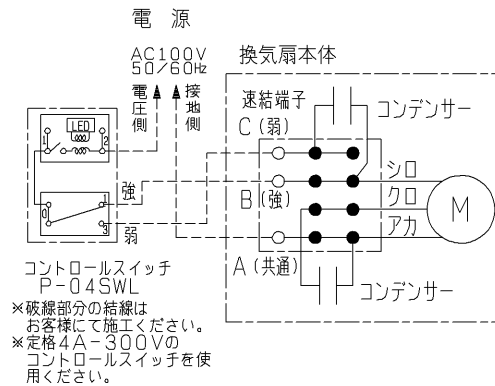 電 源
AC100V
50/60Hz
電圧側
接地側
換気扇本体
速結端子
コンデンサー
C(弱)
LED
1
2
強
B(強)
シロ
クロ
アカ
M
0
1
3
弱
A(共通)
コンデンサー
コントロールスイッチ
P-04SWL
※破線部分の結線は
お客様にて施工ください。
※定格4A-300Vの
コントロールスイッチを使
用ください。